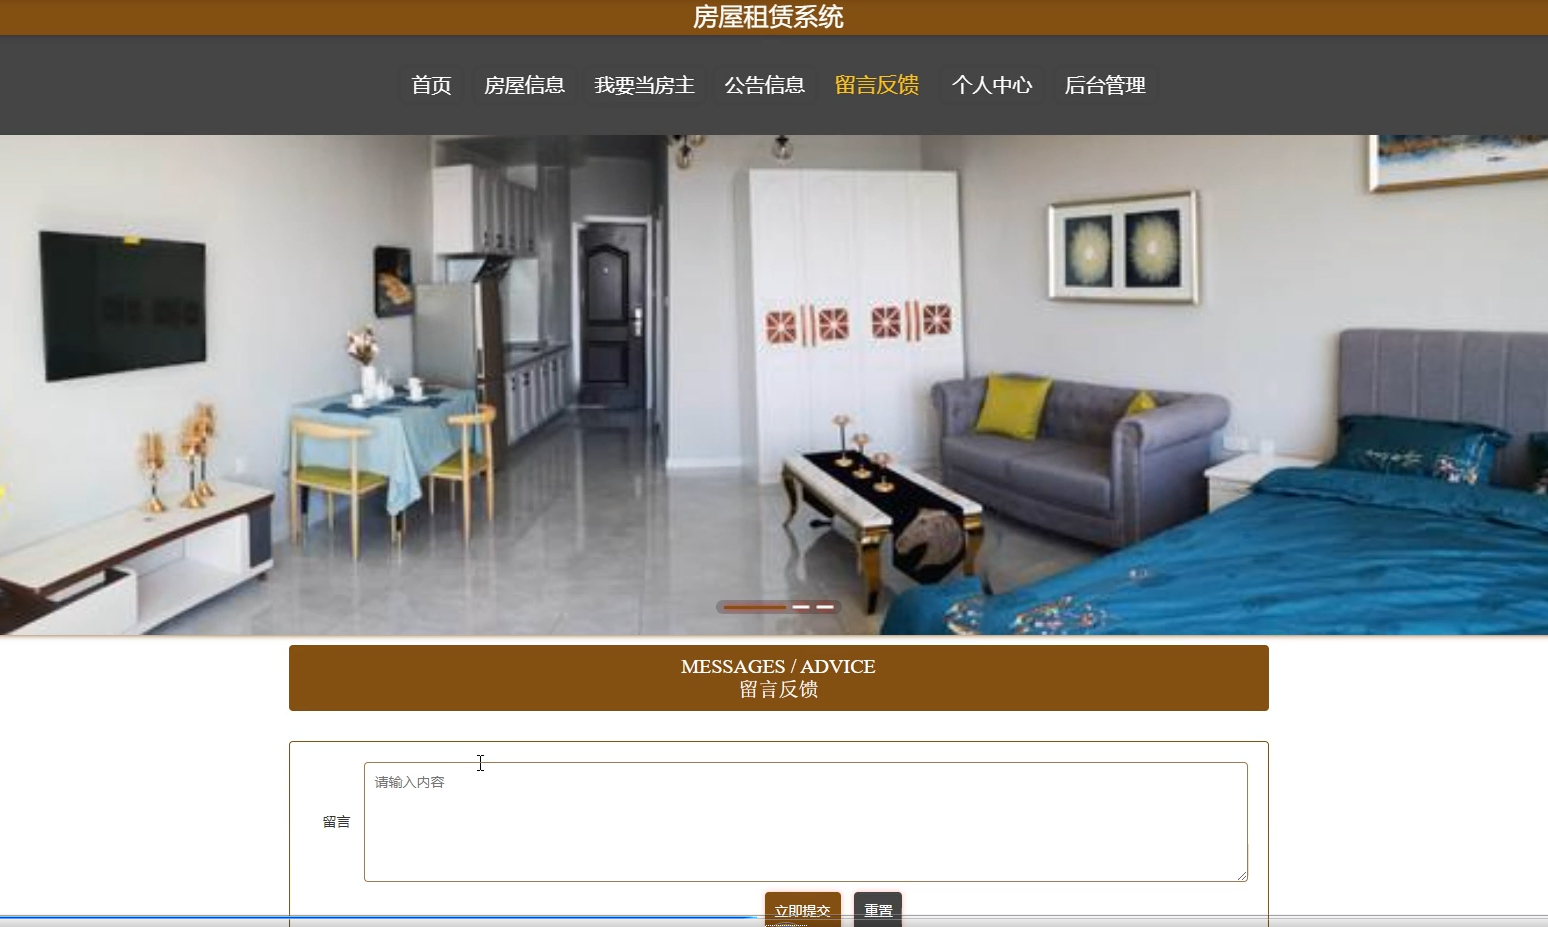 房屋租赁系统
首页 房屋信息 我要当房主 公告信息 留言反馈 个人中心 后台管理
MESSAGES / ADVICE
留言反馈
请输入内容
留言
立即提交 重置